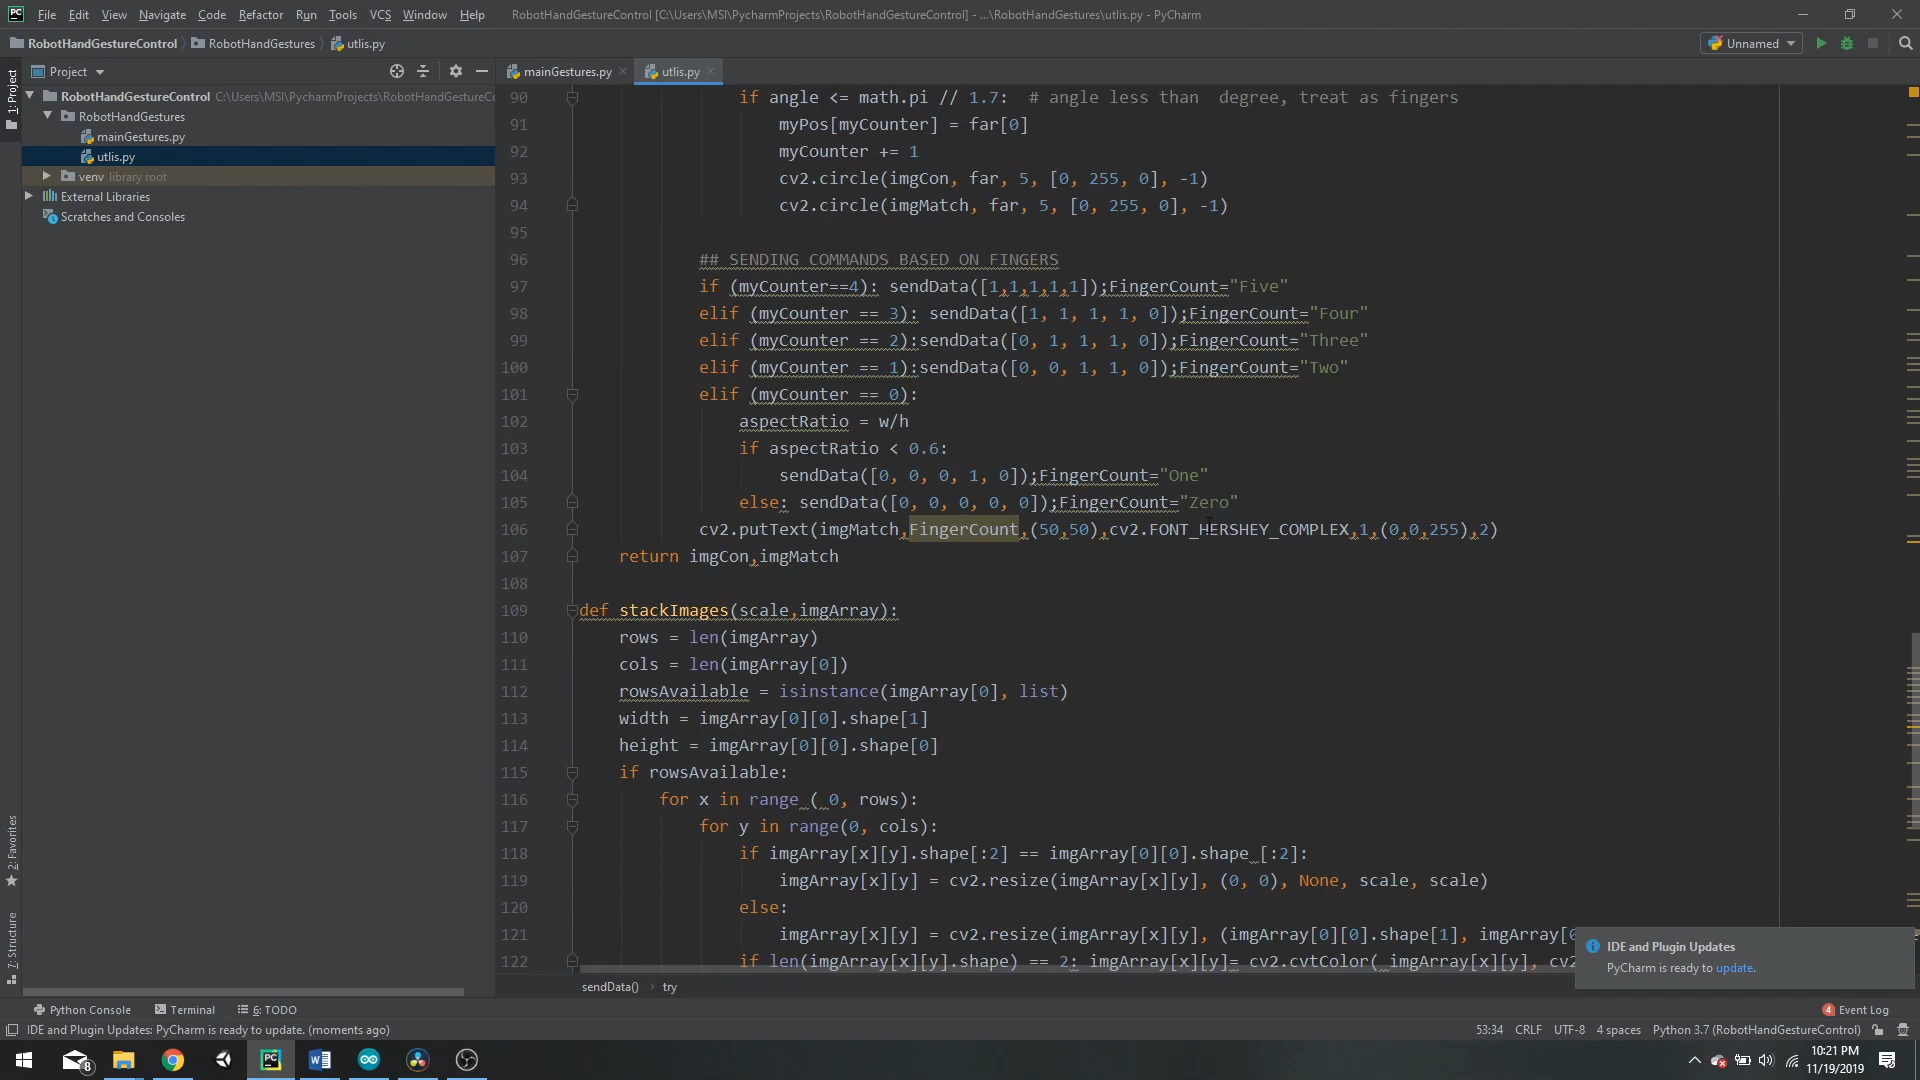 File Edit View Navigate Code Refactor Run Tools VCS Window Help RobotHandGestureControl [C:\Users\MSI\PycharmProjects\RobotHandGestureControl] - ...\RobotHandGestures\utlis.py - PyCharm
RobotHandGestureControl RobotHandGestures utlis.py Unnamed
Project mainGestures.py utlis.py
1: Project
RobotHandGestureControl C:\Users\MSI\PycharmProjects\RobotHandGestureCo
RobotHandGestures
mainGestures.py
utlis.py
venv library root
External Libraries
Scratches and Consoles
2: Favorites
7: Structure
90 if angle <= math.pi // 1.7: # angle less than degree, treat as fingers
91 myPos[myCounter] = far[0]
92 myCounter += 1
93 cv2.circle(imgCon, far, 5, [0, 255, 0], -1)
94 cv2.circle(imgMatch, far, 5, [0, 255, 0], -1)
95
96 ## SENDING COMMANDS BASED ON FINGERS
97 if (myCounter==4): sendData([1,1,1,1,1]);FingerCount="Five"
98 elif (myCounter == 3): sendData([1, 1, 1, 1, 0]);FingerCount="Four"
99 elif (myCounter == 2):sendData([0, 1, 1, 1, 0]);FingerCount="Three"
100 elif (myCounter == 1):sendData([0, 0, 1, 1, 0]);FingerCount="Two"
101 elif (myCounter == 0):
102 aspectRatio = w/h
103 if aspectRatio < 0.6:
104 sendData([0, 0, 0, 1, 0]);FingerCount="One"
105 else: sendData([0, 0, 0, 0, 0]);FingerCount="Zero"
106 cv2.putText(imgMatch,FingerCount,(50,50),cv2.FONT_HERSHEY_COMPLEX,1,(0,0,255),2)
107 return imgCon,imgMatch
108
109 def stackImages(scale,imgArray):
110 rows = len(imgArray)
111 cols = len(imgArray[0])
112 rowsAvailable = isinstance(imgArray[0], list)
113 width = imgArray[0][0].shape[1]
114 height = imgArray[0][0].shape[0]
115 if rowsAvailable:
116 for x in range ( 0, rows):
117 for y in range(0, cols):
118 if imgArray[x][y].shape[:2] == imgArray[0][0].shape [:2]:
119 imgArray[x][y] = cv2.resize(imgArray[x][y], (0, 0), None, scale, scale)
120 else:
121 imgArray[x][y] = cv2.resize(imgArray[x][y], (imgArray[0][0].shape[1], imgArray[0
122 if len(imgArray[x][y].shape) == 2: imgArray[x][y]= cv2.cvtColor( imgArray[x][y], cv2
IDE and Plugin Updates
PyCharm is ready to update.
sendData() try
Python Console Terminal 6: TODO 4 Event Log
IDE and Plugin Updates: PyCharm is ready to update. (moments ago) 53:34 CRLF UTF-8 4 spaces Python 3.7 (RobotHandGestureControl)
8
10:21 PM
11/19/2019